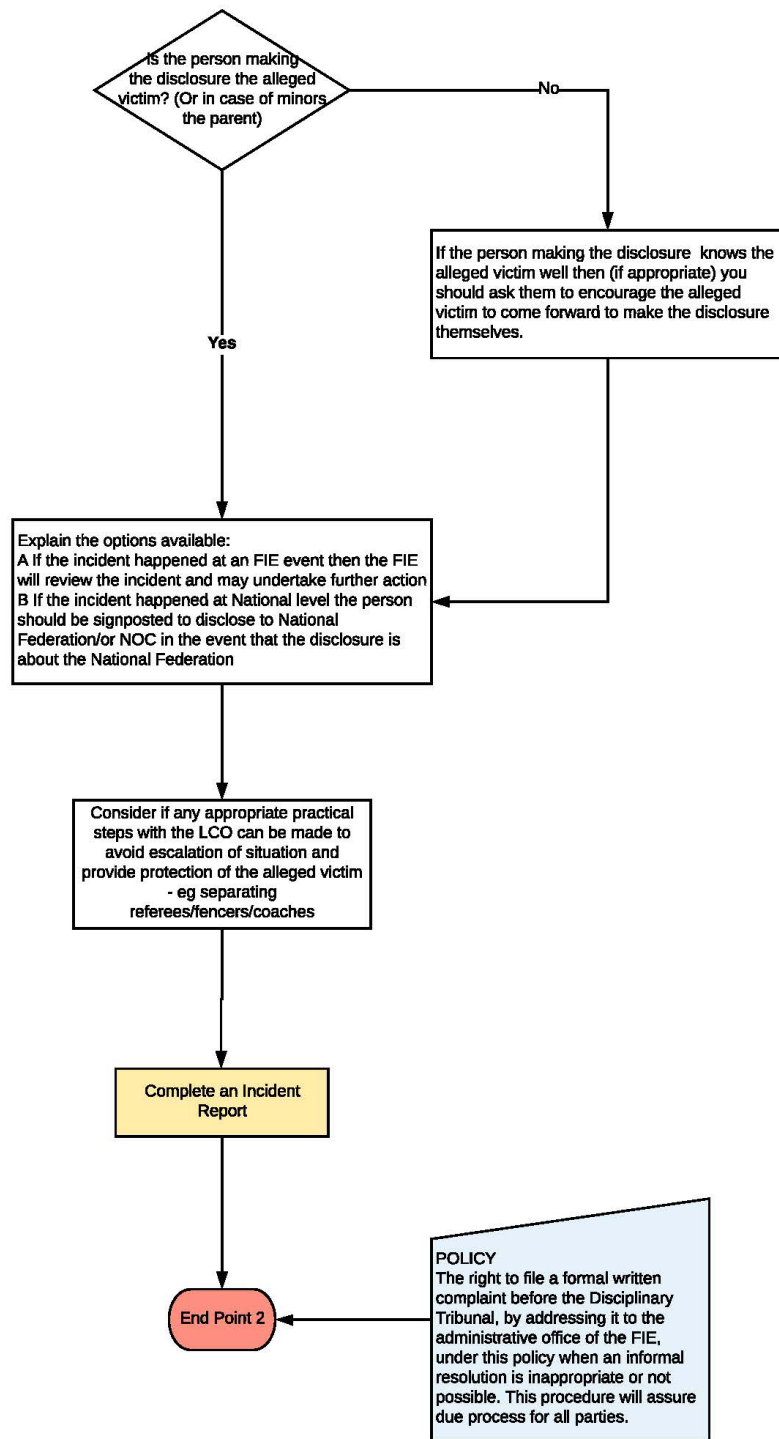 Is the person making
the disclosure the alleged
victim? (Or in case of minors
the parent)
No
If the person making the disclosure knows the
alleged victim well then (if appropriate) you
should ask them to encourage the alleged
victim to come forward to make the disclosure
themselves.
Yes
Explain the options available:
A If the incident happened at an FIE event then the FIE
will review the incident and may undertake further action
B If the incident happened at National level the person
should be signposted to disclose to National
Federation/or NOC in the event that the disclosure is
about the National Federation
Consider if any appropriate practical
steps with the LCO can be made to
avoid escalation of situation and
provide protection of the alleged victim
- eg separating
referees/fencers/coaches
Complete an Incident
Report
End Point 2
POLICY
The right to file a formal written
complaint before the Disciplinary
Tribunal, by addressing it to the
administrative office of the FIE,
under this policy when an informal
resolution is inappropriate or not
possible. This procedure will assure
due process for all parties.